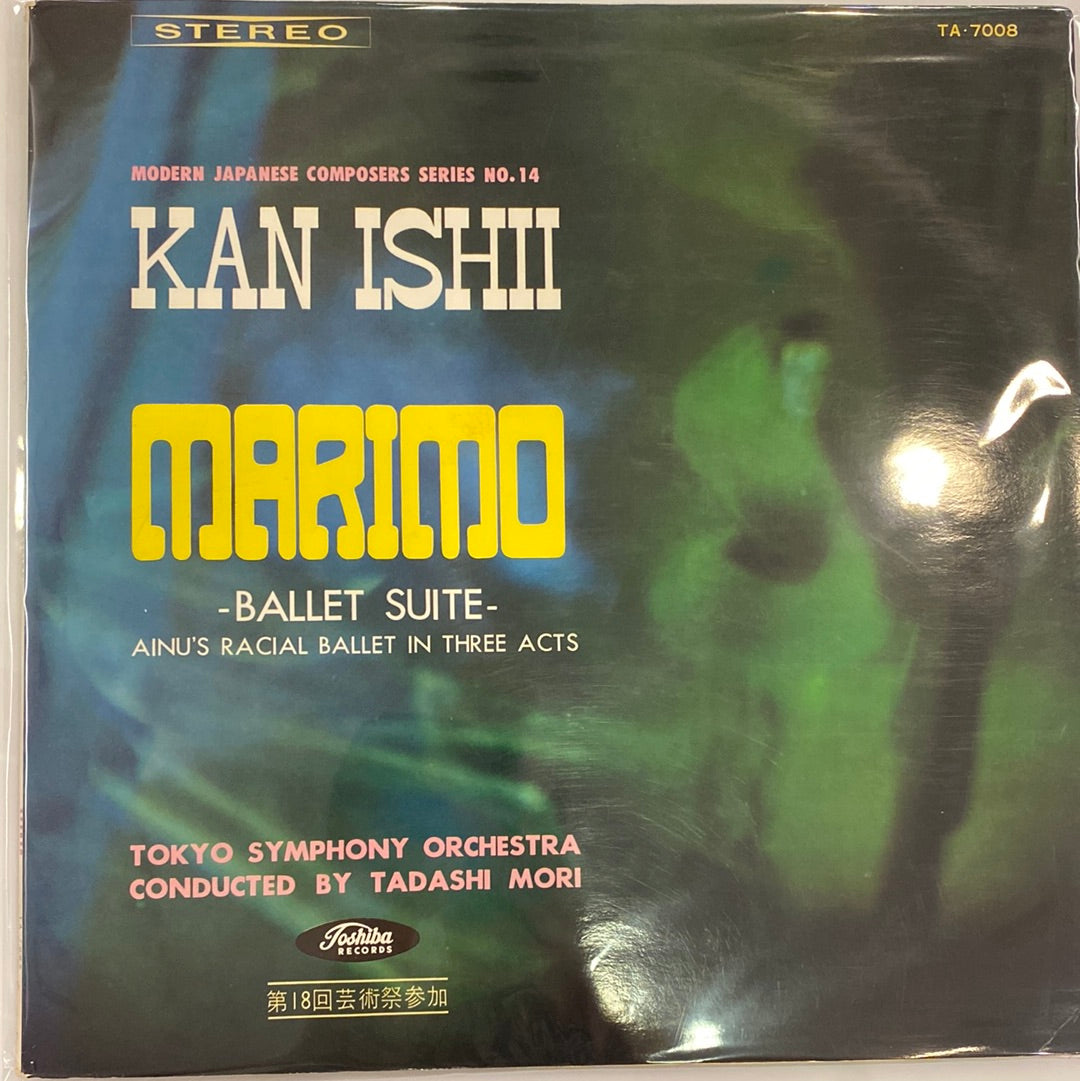 STEREO
TA·7008
MODERN JAPANESE COMPOSERS SERIES NO.14
KAN ISHII
MARIMO
-BALLET SUITE-
AINU'S RACIAL BALLET IN THREE ACTS
TOKYO SYMPHONY ORCHESTRA
CONDUCTED BY TADASHI MORI
Toshiba
RECORDS
第18回芸術祭参加